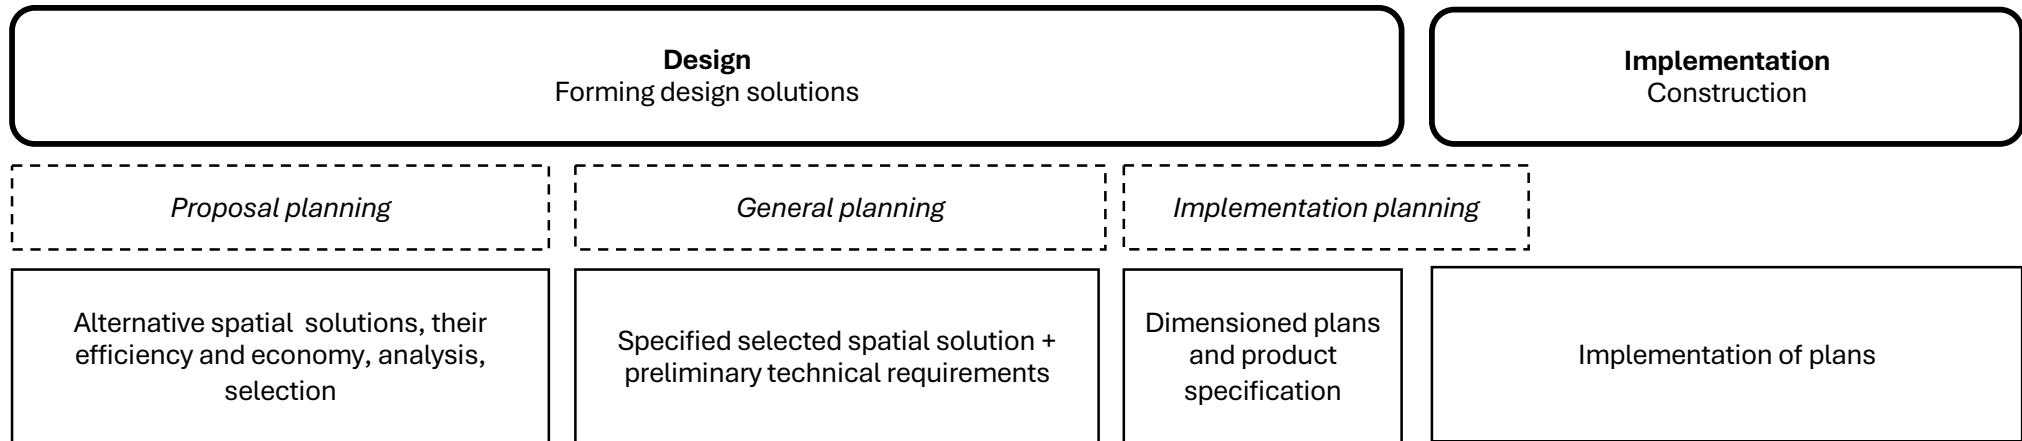 Design
Forming design solutions
Implementation
Construction
Proposal planning
General planning
Implementation planning
Alternative spatial solutions, their
efficiency and economy, analysis,
selection
Specified selected spatial solution +
preliminary technical requirements
Dimensioned plans
and product
specification
Implementation of plans